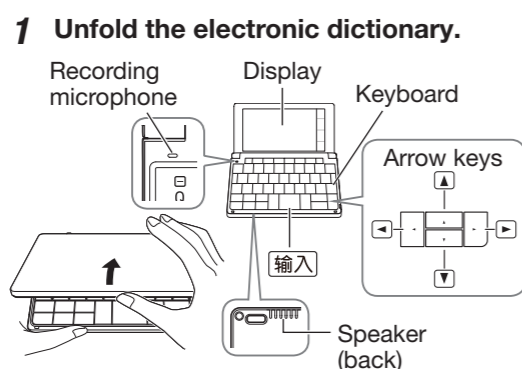 1 Unfold the electronic dictionary.
Recording
microphone
Display
Keyboard
Arrow keys
输入
Speaker
(back)